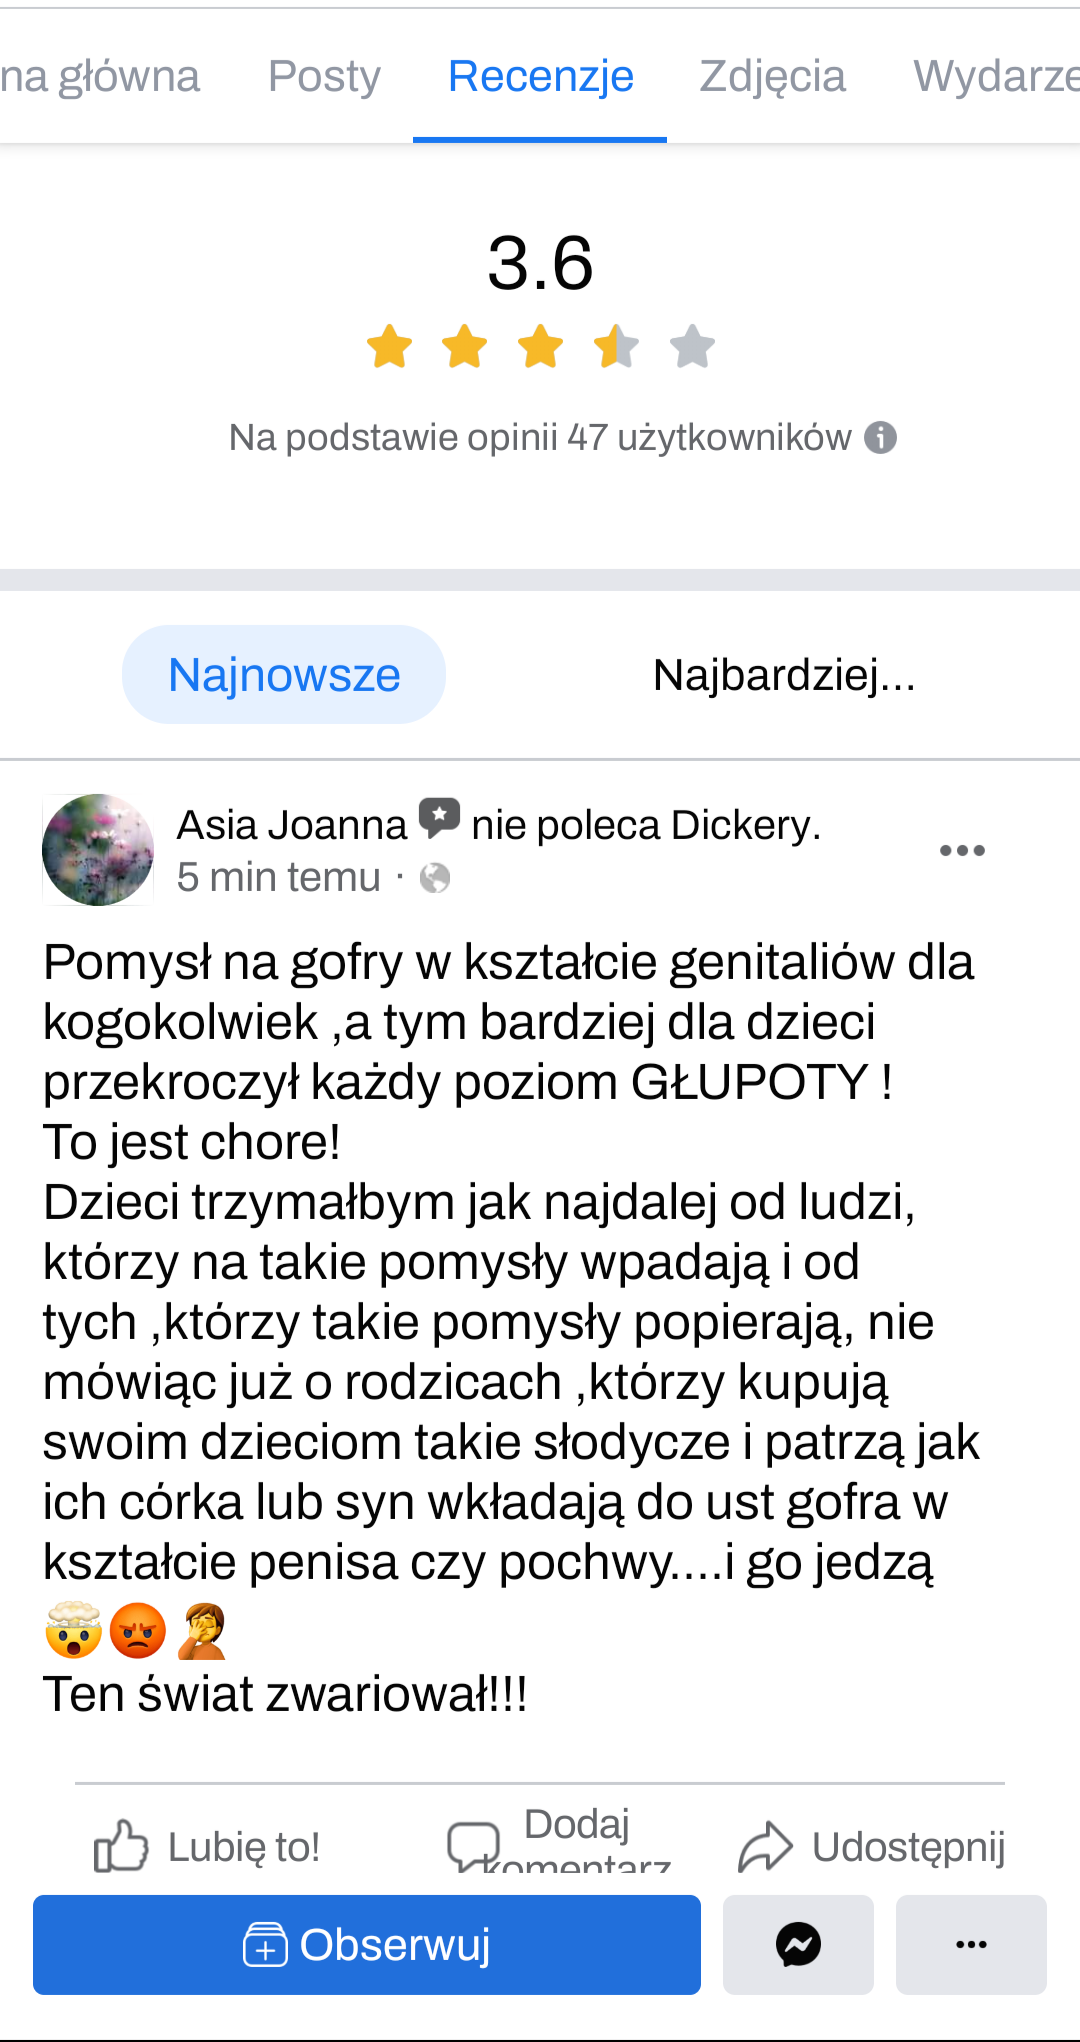 na główna Posty Recenzje Zdjęcia Wydarze
3.6
Na podstawie opinii 47 użytkowników
Najnowsze Najbardziej...
Asia Joanna nie poleca Dickery.
5 min temu ·
Pomysł na gofry w kształcie genitaliów dla
kogokolwiek ,a tym bardziej dla dzieci
przekroczył każdy poziom GŁUPOTY !
To jest chore!
Dzieci trzymałbym jak najdalej od ludzi,
którzy na takie pomysły wpadają i od
tych ,którzy takie pomysły popierają, nie
mówiąc już o rodzicach ,którzy kupują
swoim dzieciom takie słodycze i patrzą jak
ich córka lub syn wkładają do ust gofra w
kształcie penisa czy pochwy....i go jedzą
🤯😡🤦
Ten świat zwariował!!!
Lubię to! Dodaj komentarz Udostępnij
Obserwuj